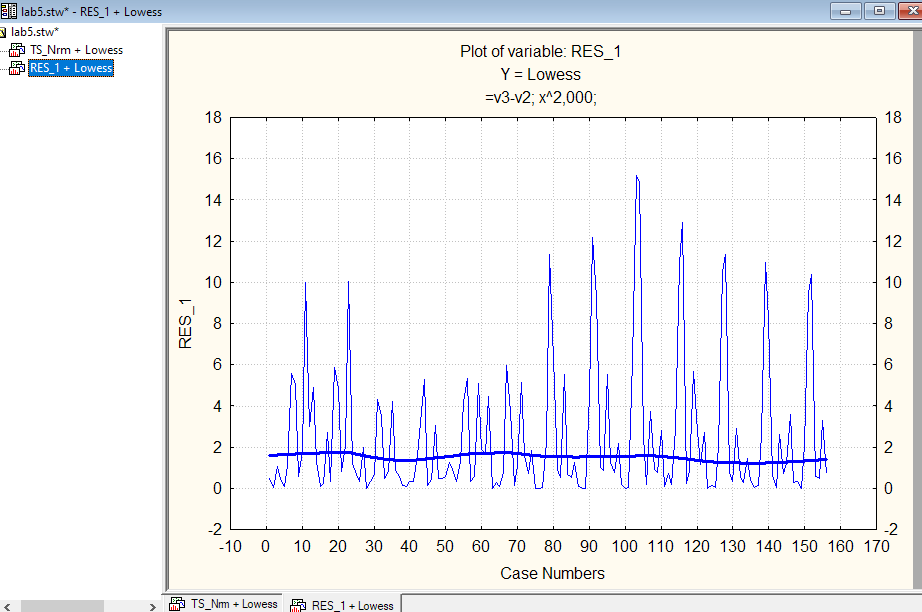 lab5.stw* - RES_1 + Lowess
lab5.stw*
TS_Nrm + Lowess
RES_1 + Lowess
Plot of variable: RES_1
Y = Lowess
=v3-v2; x^2,000;
18 18
16 16
14 14
12 12
10 10
8 8
6 6
4 4
2 2
0 0
-2 -2
RES_1
-10 0 10 20 30 40 50 60 70 80 90 100 110 120 130 140 150 160 170
Case Numbers
TS_Nrm + Lowess RES_1 + Lowess